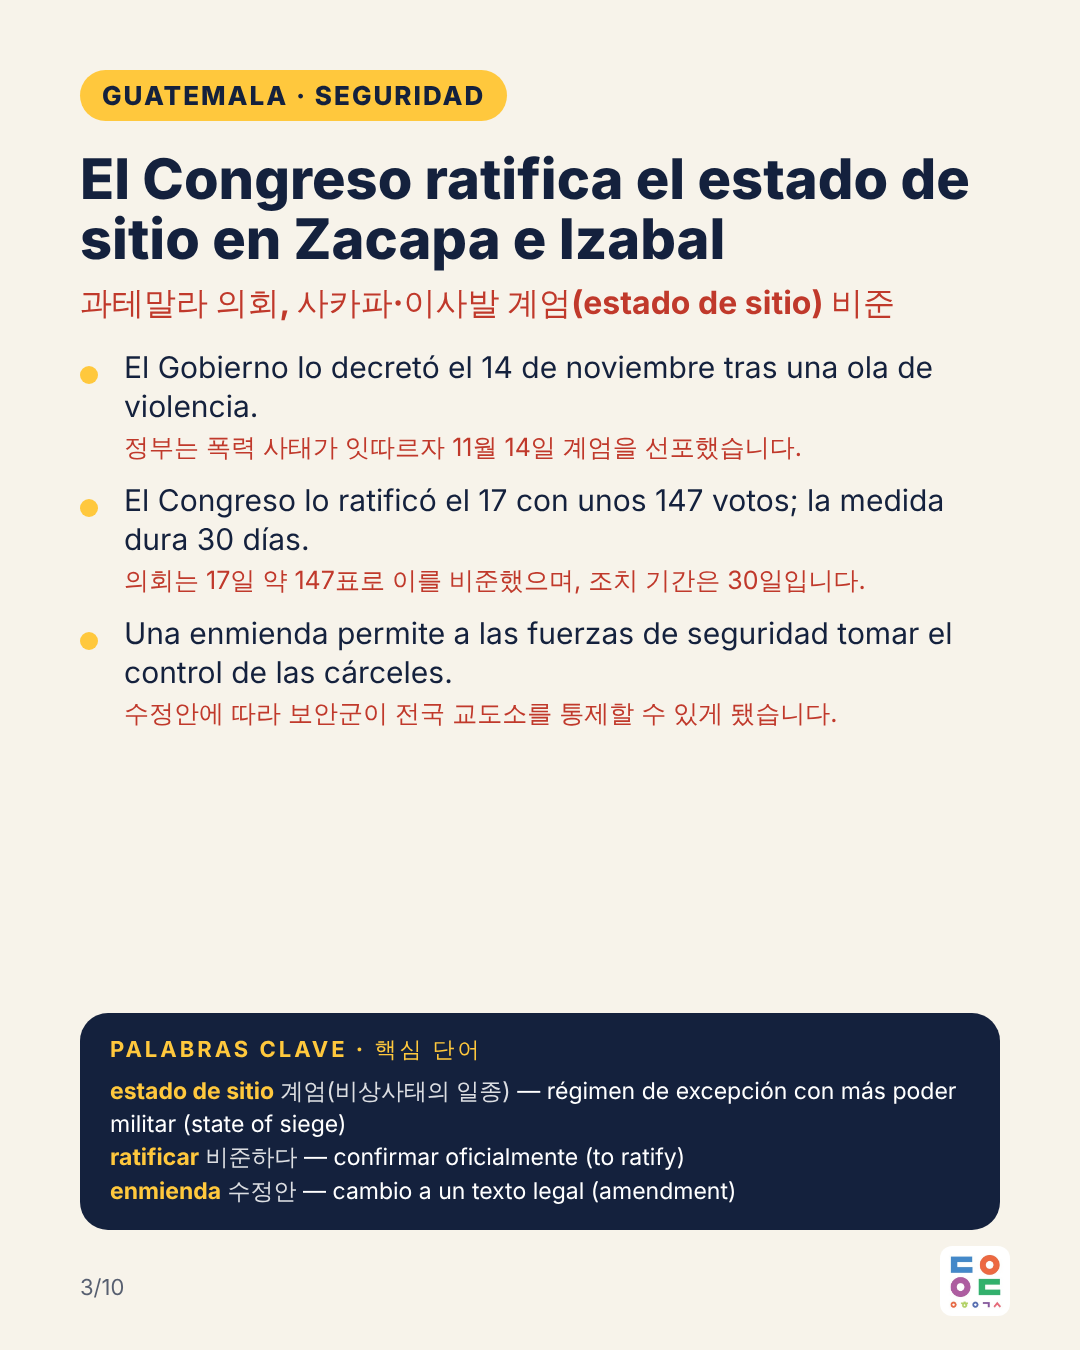 GUATEMALA · SEGURIDAD
El Congreso ratifica el estado de
sitio en Zacapa e Izabal
과테말라 의회, 사카파·이사발 계엄(estado de sitio) 비준
El Gobierno lo decretó el 14 de noviembre tras una ola de
violencia.
정부는 폭력 사태가 잇따르자 11월 14일 계엄을 선포했습니다.
El Congreso lo ratificó el 17 con unos 147 votos; la medida
dura 30 días.
의회는 17일 약 147표로 이를 비준했으며, 조치 기간은 30일입니다.
Una enmienda permite a las fuerzas de seguridad tomar el
control de las cárceles.
수정안에 따라 보안군이 전국 교도소를 통제할 수 있게 됐습니다.
PALABRAS CLAVE · 핵심 단어
estado de sitio 계엄(비상사태의 일종) — régimen de excepción con más poder
militar (state of siege)
ratificar 비준하다 — confirmar oficialmente (to ratify)
enmienda 수정안 — cambio a un texto legal (amendment)
3/10